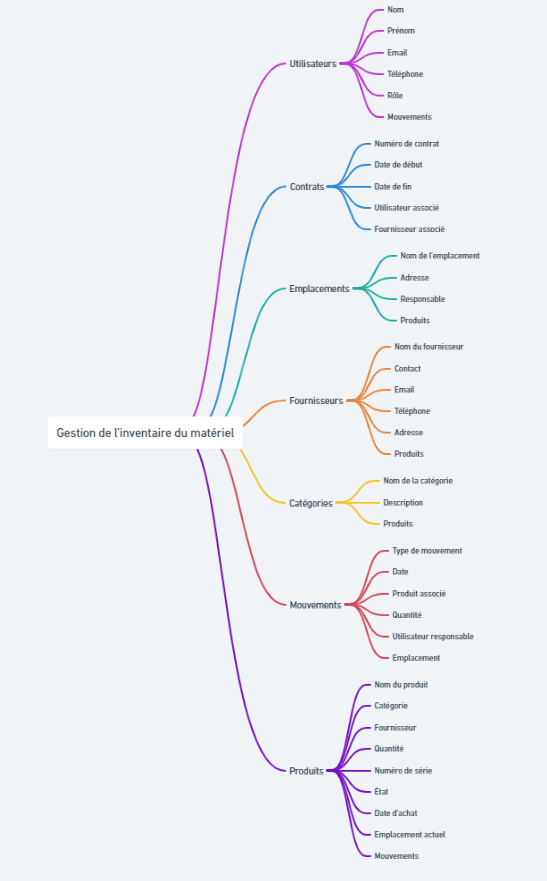 Gestion de l'inventaire du matériel
Utilisateurs
Nom
Prénom
Email
Téléphone
Rôle
Mouvements
Contrats
Numéro de contrat
Date de début
Date de fin
Utilisateur associé
Fournisseur associé
Emplacements
Nom de l'emplacement
Adresse
Responsable
Produits
Fournisseurs
Nom du fournisseur
Contact
Email
Téléphone
Adresse
Produits
Catégories
Nom de la catégorie
Description
Produits
Mouvements
Type de mouvement
Date
Produit associé
Quantité
Utilisateur responsable
Emplacement
Produits
Nom du produit
Catégorie
Fournisseur
Quantité
Numéro de série
État
Date d'achat
Emplacement actuel
Mouvements